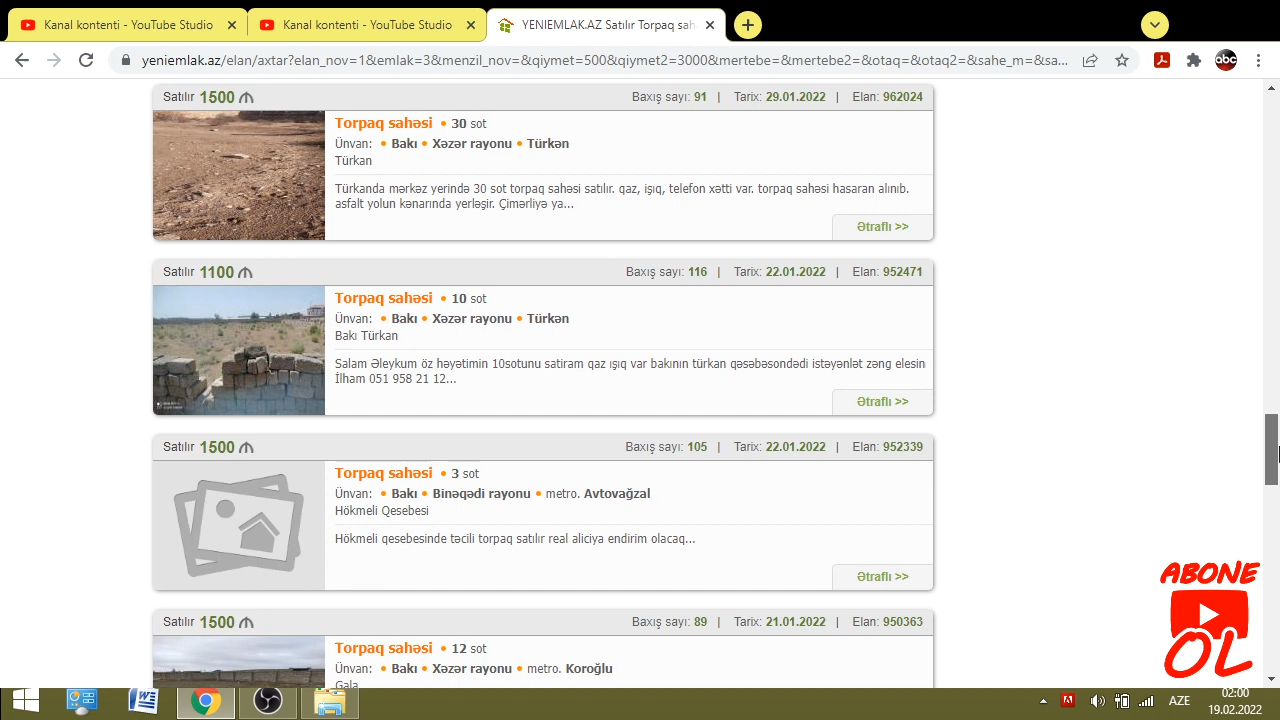 Kanal kontenti - YouTube Studio
Kanal kontenti - YouTube Studio
YENIEMLAK.AZ Satılır Torpaq sah
yeniemlak.az/elan/axtar?elan_nov=1&emlak=3&menzil_nov=&qiymet=500&qiymet2=3000&mertebe=&mertebe2=&otaq=&otaq2=&sahe_m=&sa...
abc
Satılır 1500 ₼ Baxış sayı: 91 | Tarix: 29.01.2022 | Elan: 962024
Torpaq sahəsi • 30 sot
Ünvan: • Bakı • Xəzər rayonu • Türkən
Türkan
Türkanda mərkəz yerində 30 sot torpaq sahəsi satılır. qaz, işıq, telefon xətti var. torpaq sahəsi hasaran alınıb.
asfalt yolun kənarında yerləşir. Çimərliyə ya...
Ətraflı >>
Satılır 1100 ₼ Baxış sayı: 116 | Tarix: 22.01.2022 | Elan: 952471
Torpaq sahəsi • 10 sot
Ünvan: • Bakı • Xəzər rayonu • Türkən
Bakı Türkan
Salam Əleykum öz həyətimin 10sotunu satiram qaz ışıq var bakının türkan qəsəbəsondədi istəyənlət zəng elesin
İlham 051 958 21 12...
Ətraflı >>
Satılır 1500 ₼ Baxış sayı: 105 | Tarix: 22.01.2022 | Elan: 952339
Torpaq sahəsi • 3 sot
Ünvan: • Bakı • Binəqədi rayonu • metro. Avtovağzal
Hökmeli Qesebesi
Hökmeli qesebesinde təcili torpaq satılır real aliciya endirim olacaq...
Ətraflı >>
Satılır 1500 ₼ Baxış sayı: 89 | Tarix: 21.01.2022 | Elan: 950363
Torpaq sahəsi • 12 sot
Ünvan: • Bakı • Xəzər rayonu • metro. Koroğlu
Qala
ABONE
OL
AZE
02:00
19.02.2022